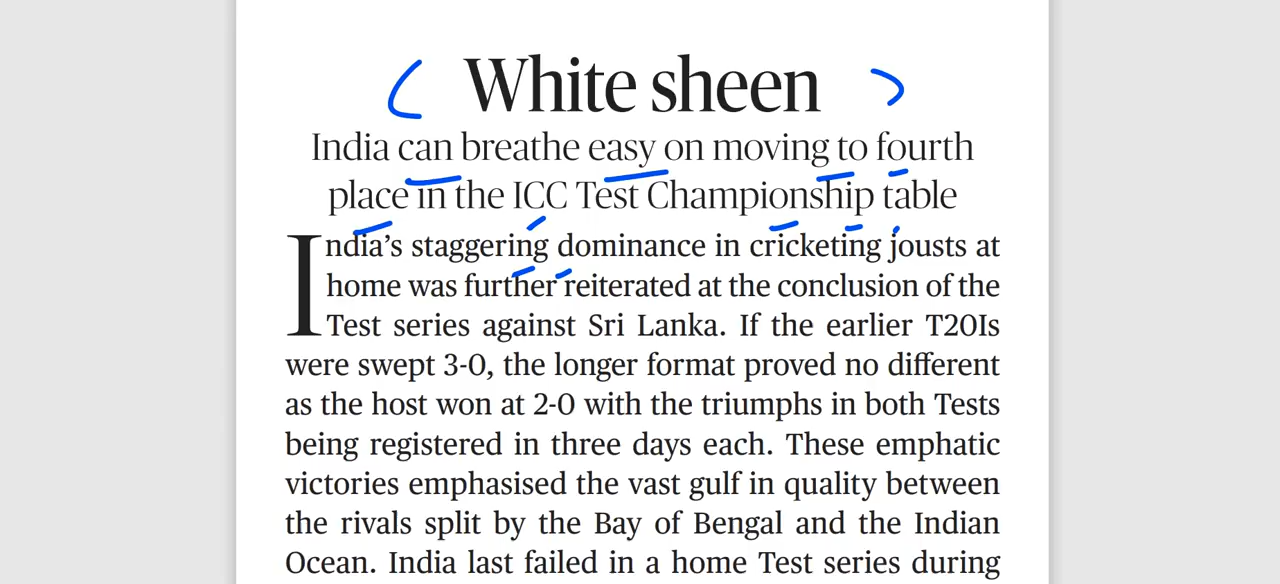 White sheen
India can breathe easy on moving to fourth
place in the ICC Test Championship table
India's staggering dominance in cricketing jousts at
home was further reiterated at the conclusion of the
Test series against Sri Lanka. If the earlier T20Is
were swept 3-0, the longer format proved no different
as the host won at 2-0 with the triumphs in both Tests
being registered in three days each. These emphatic
victories emphasised the vast gulf in quality between
the rivals split by the Bay of Bengal and the Indian
Ocean. India last failed in a home Test series during